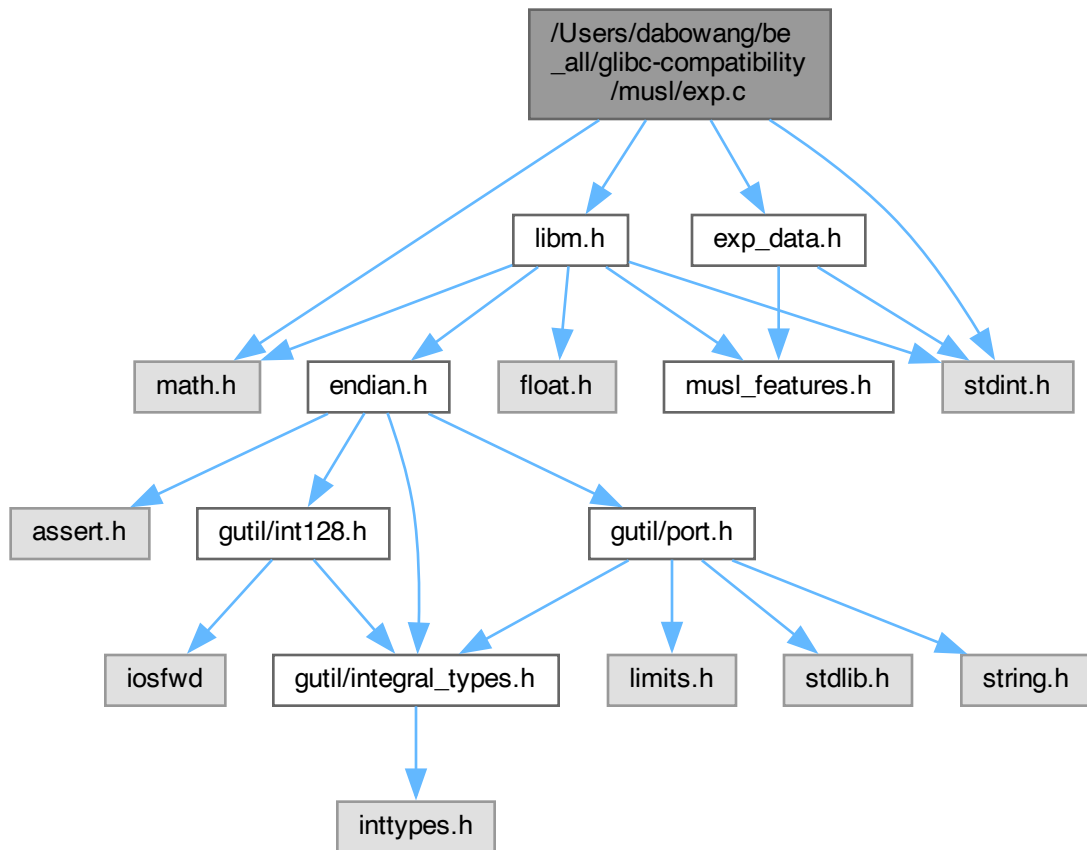 /Users/dabowang/be
_all/glibc-compatibility
/musl/exp.c
libm.h
exp_data.h
math.h
endian.h
float.h
musl_features.h
stdint.h
assert.h
gutil/int128.h
gutil/port.h
iosfwd
gutil/integral_types.h
limits.h
stdlib.h
string.h
inttypes.h